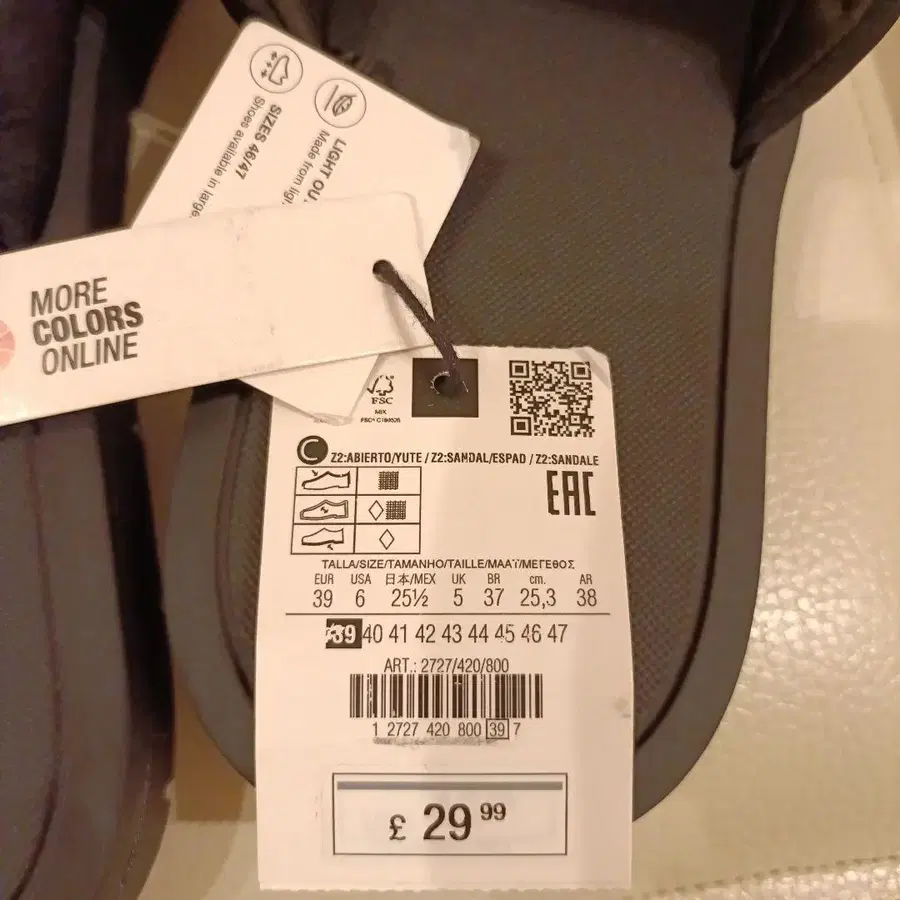 SIZES 46/47
Shoes available in large
LIGHT OU
Made from lig
MORE
COLORS
ONLINE
FSC
MIX
C
Z2:ABIERTO/YUTE / Z2:SANDAL/ESPAD / Z2:SANDALE
EAC
TALLA/SIZE/TAMANHO/TAILLE/MAAΊ/ΜΕΓΕΘΟΣ
EUR USA 日本/MEX UK BR cm. AR
39 6 25½ 5 37 25,3 38
39 40 41 42 43 44 45 46 47
ART.: 2727/420/800
1 2727 420 800 39 7
£ 29 99